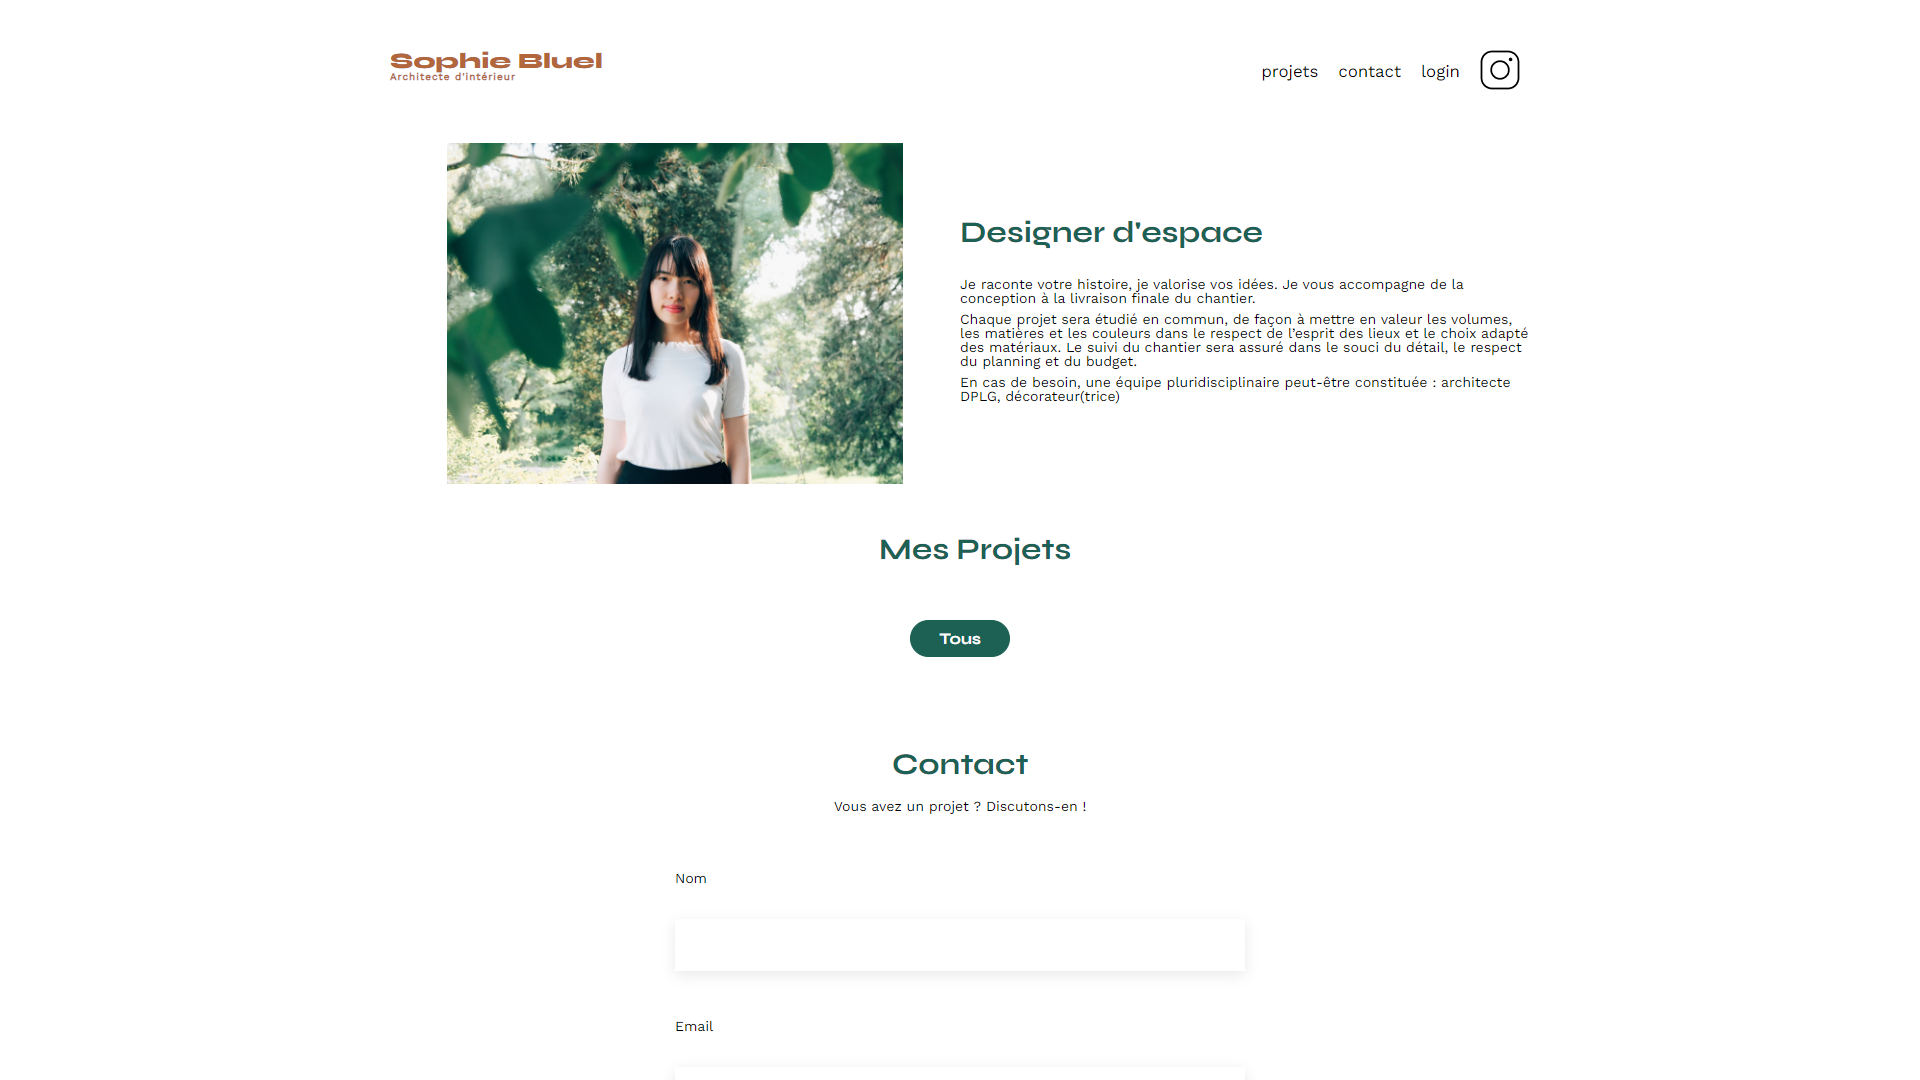 Sophie Bluel
Architecte d'intérieur
projets
contact
login
Designer d'espace
Je raconte votre histoire, je valorise vos idées. Je vous accompagne de la
conception à la livraison finale du chantier.
Chaque projet sera étudié en commun, de façon à mettre en valeur les volumes,
les matières et les couleurs dans le respect de l’esprit des lieux et le choix adapté
des matériaux. Le suivi du chantier sera assuré dans le souci du détail, le respect
du planning et du budget.
En cas de besoin, une équipe pluridisciplinaire peut-être constituée : architecte
DPLG, décorateur(trice)
Mes Projets
Tous
Contact
Vous avez un projet ? Discutons-en !
Nom
Email